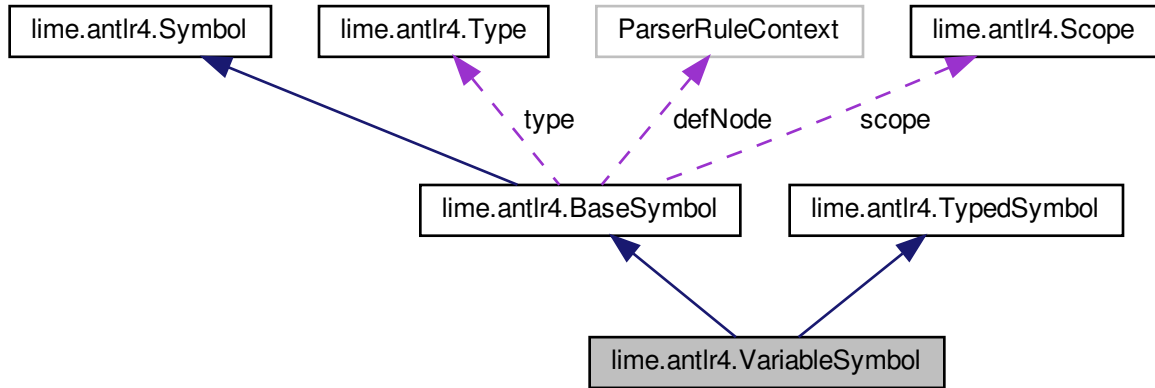 lime.antlr4.Symbol
lime.antlr4.Type
ParserRuleContext
lime.antlr4.Scope
type
defNode
scope
lime.antlr4.BaseSymbol
lime.antlr4.TypedSymbol
lime.antlr4.VariableSymbol